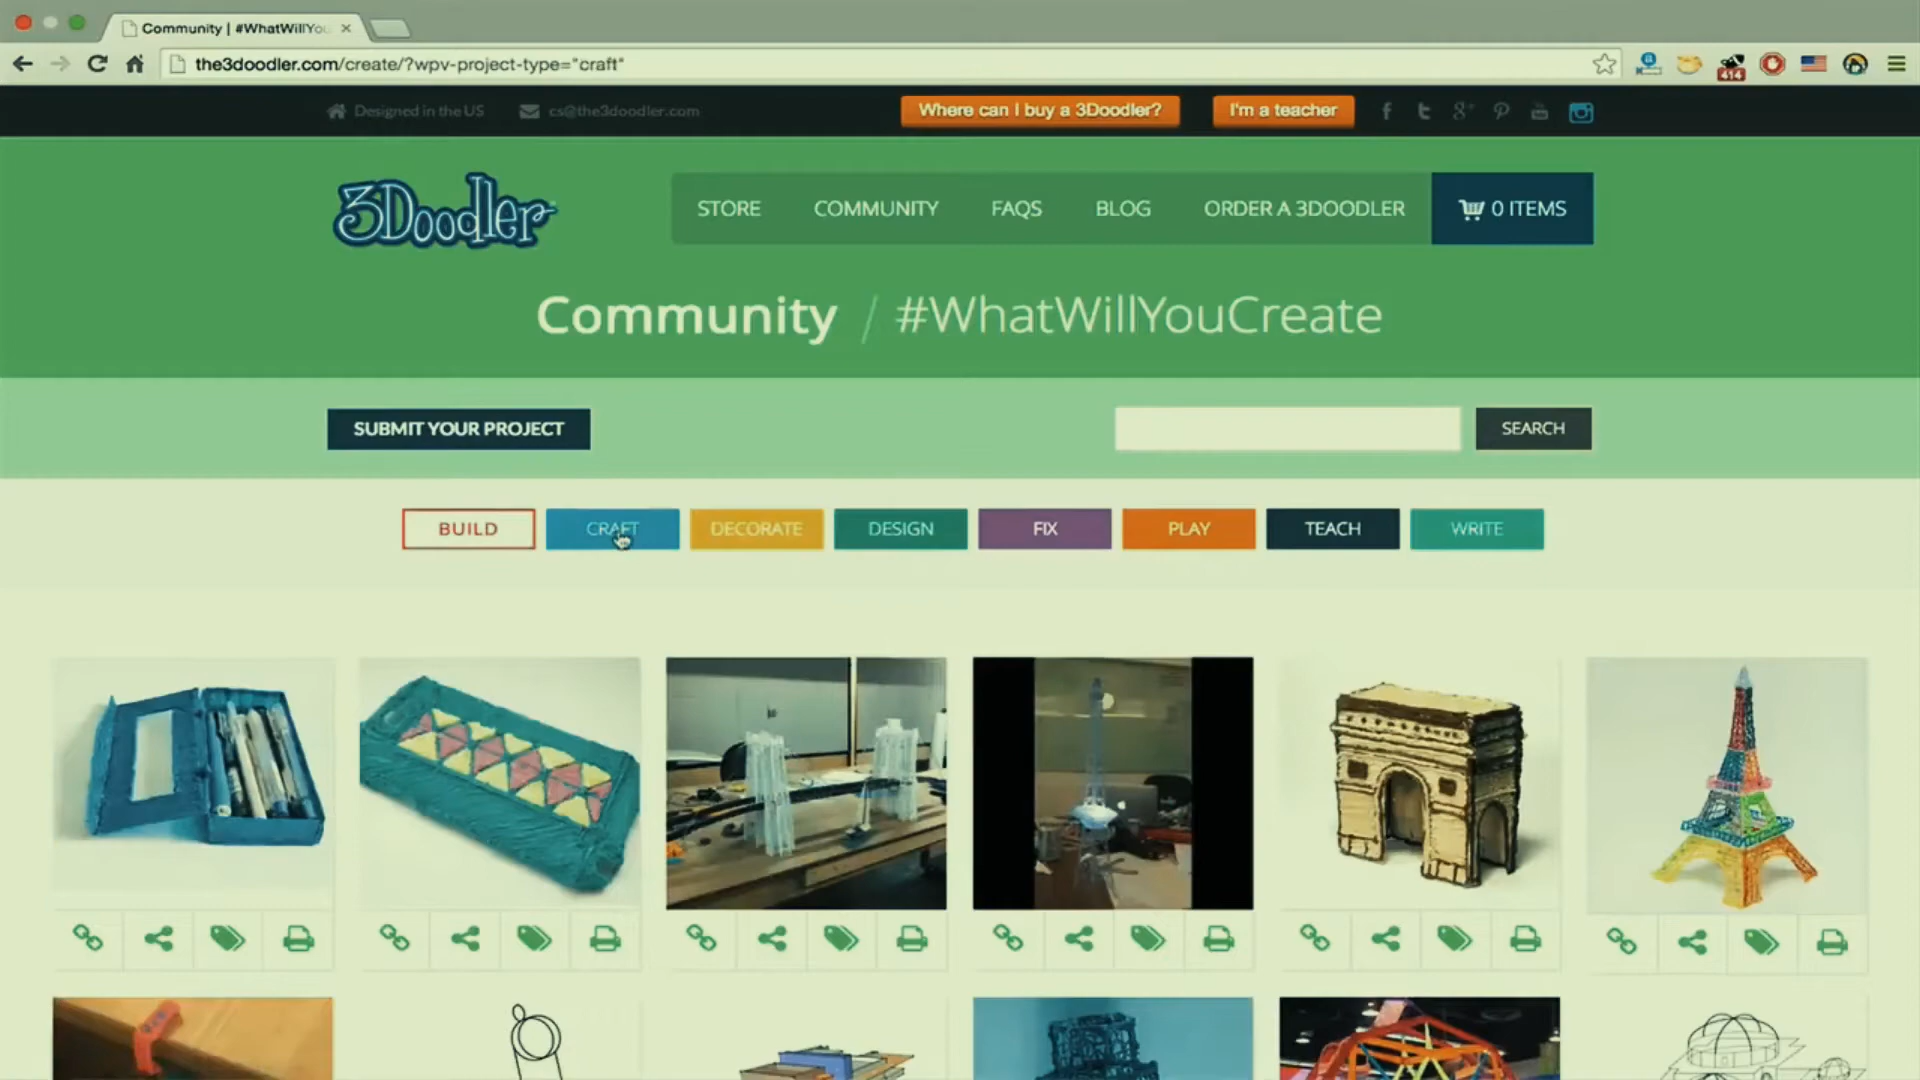 Community | #WhatWillYou
the3doodler.com/create/?wpv-project-type="craft"
414
Designed in the US
cs@the3doodler.com
Where can I buy a 3Doodler?
I'm a teacher
3Doodler
STORE
COMMUNITY
FAQS
BLOG
ORDER A 3DOODLER
0 ITEMS
Community / #WhatWillYouCreate
SUBMIT YOUR PROJECT
SEARCH
BUILD
CRAFT
DECORATE
DESIGN
FIX
PLAY
TEACH
WRITE